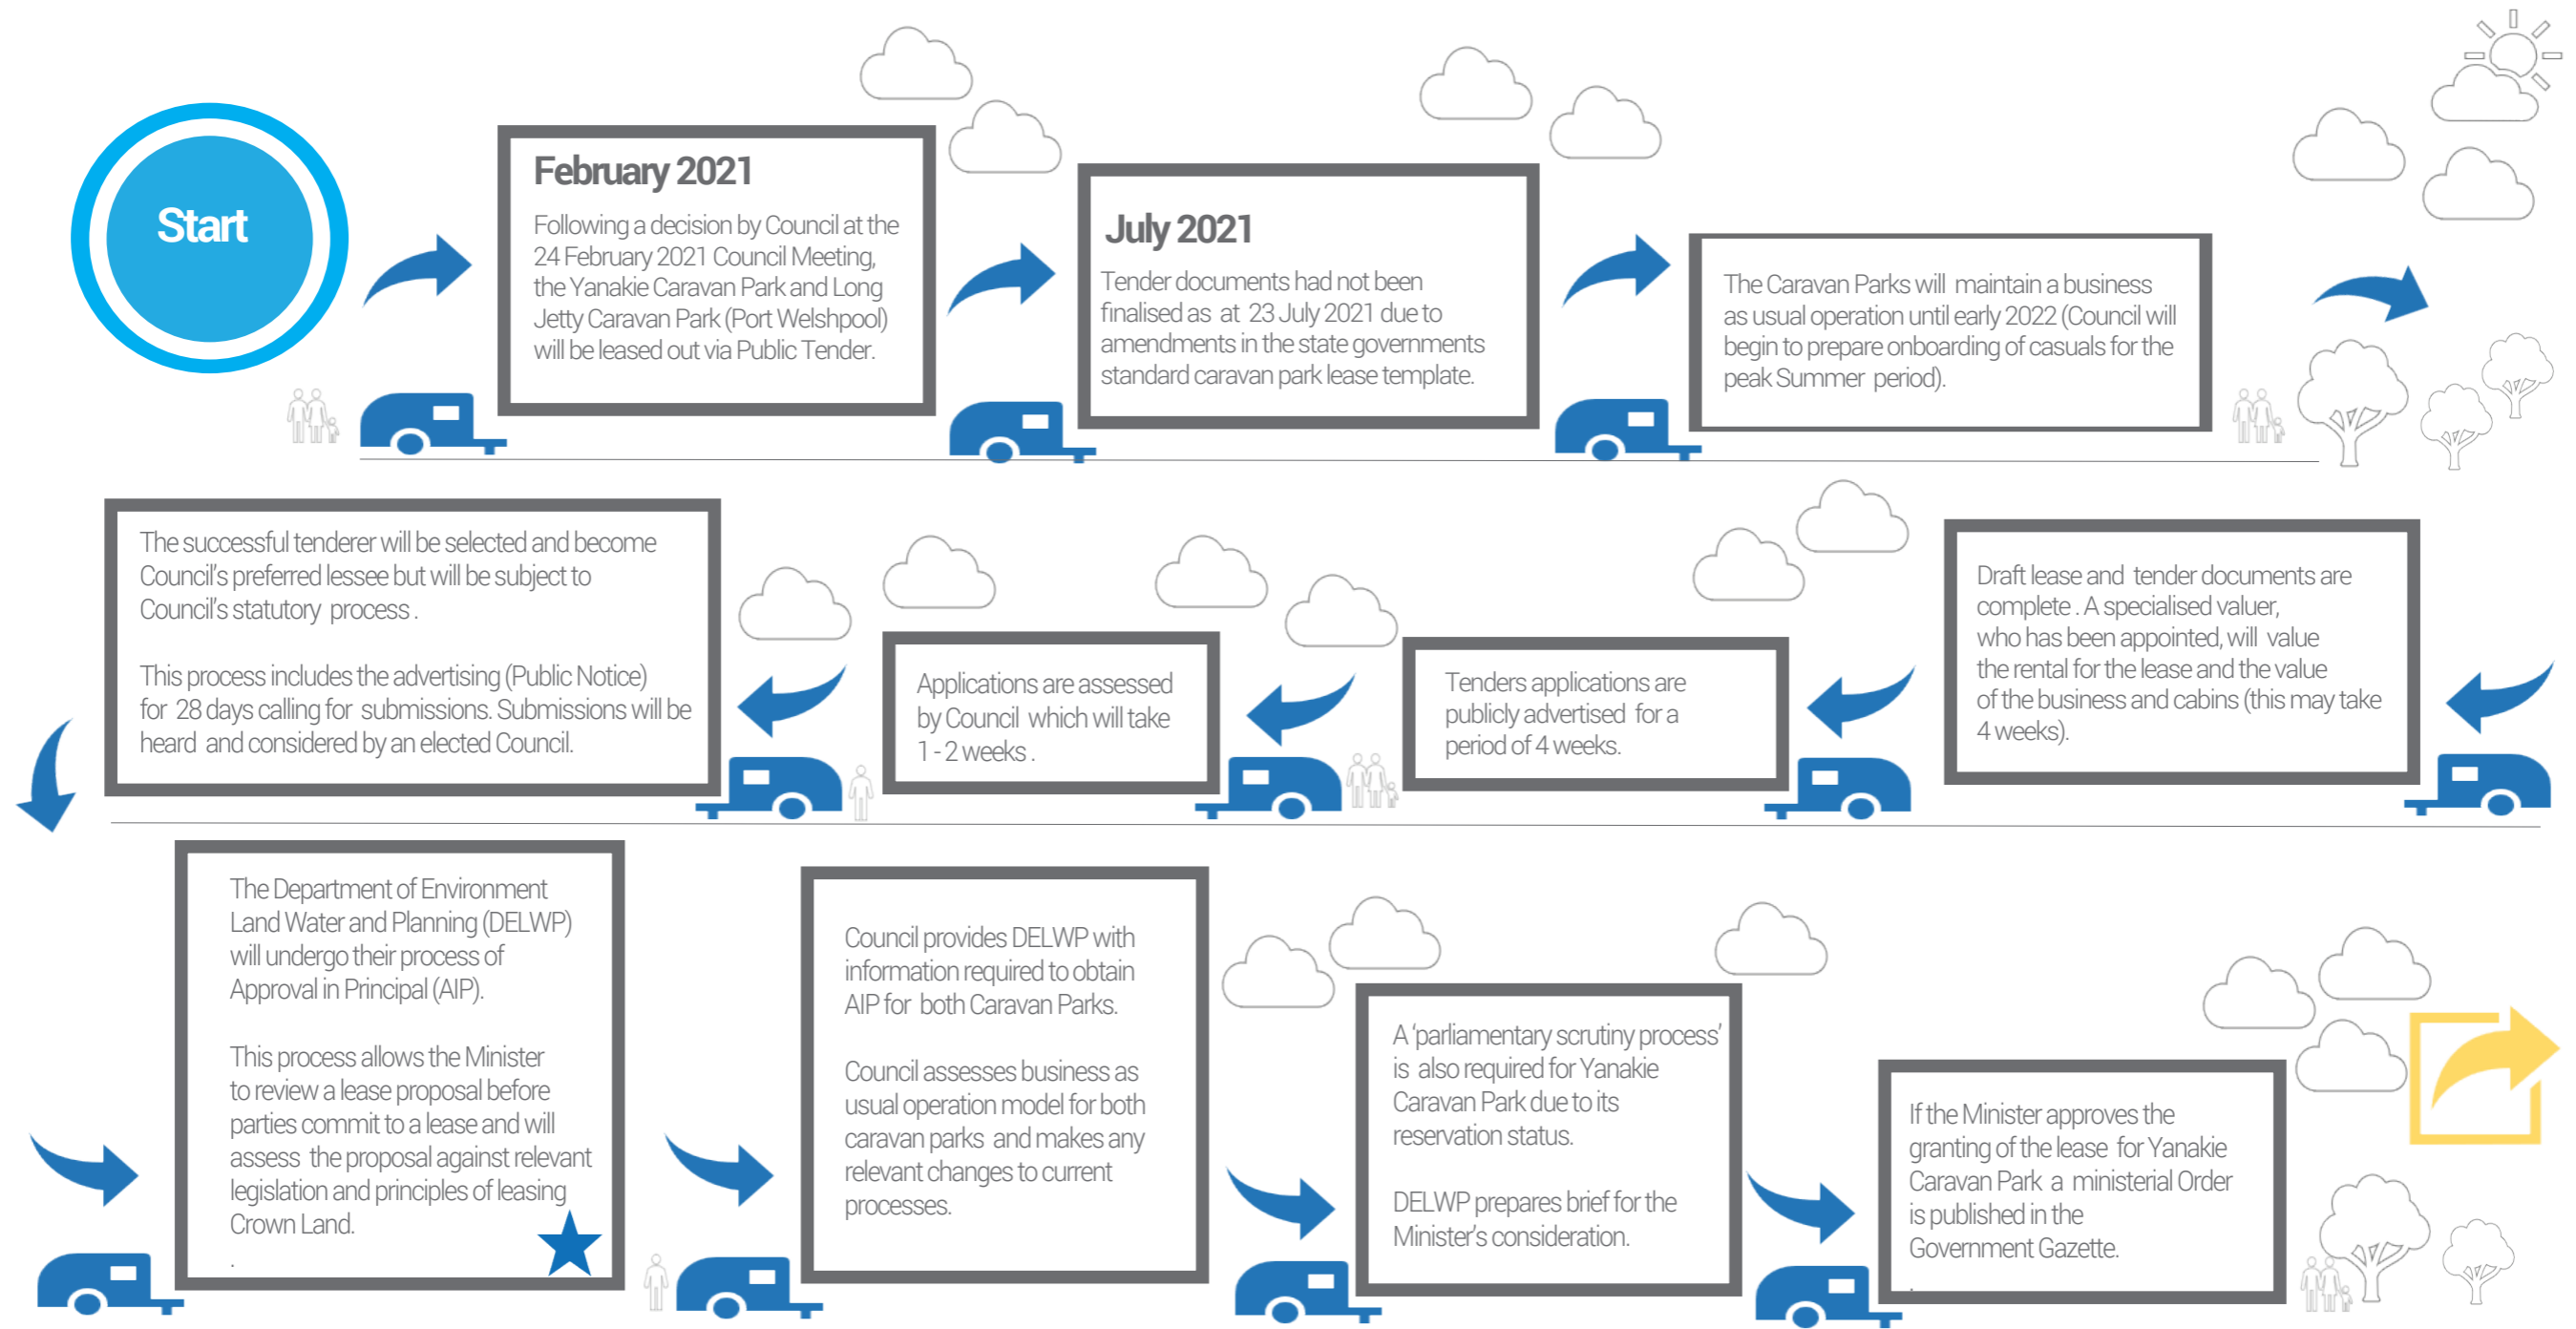 Start
February 2021
Following a decision by Council at the
24 February 2021 Council Meeting,
the Yanakie Caravan Park and Long
Jetty Caravan Park (Port Welshpool)
will be leased out via Public Tender.
July 2021
Tender documents had not been
finalised as at 23 July 2021 due to
amendments in the state governments
standard caravan park lease template.
The Caravan Parks will maintain a business
as usual operation until early 2022 (Council will
begin to prepare onboarding of casuals for the
peak Summer period).
Draft lease and tender documents are
complete . A specialised valuer,
who has been appointed, will value
the rental for the lease and the value
of the business and cabins (this may take
4 weeks).
Tenders applications are
publicly advertised for a
period of 4 weeks.
Applications are assessed
by Council which will take
1 - 2 weeks .
The successful tenderer will be selected and become
Council's preferred lessee but will be subject to
Council's statutory process .
This process includes the advertising (Public Notice)
for 28 days calling for submissions. Submissions will be
heard and considered by an elected Council.
The Department of Environment
Land Water and Planning (DELWP)
will undergo their process of
Approval in Principal (AIP).
This process allows the Minister
to review a lease proposal before
parties commit to a lease and will
assess the proposal against relevant
legislation and principles of leasing
Crown Land.
.
Council provides DELWP with
information required to obtain
AIP for both Caravan Parks.
Council assesses business as
usual operation model for both
caravan parks and makes any
relevant changes to current
processes.
A 'parliamentary scrutiny process'
is also required for Yanakie
Caravan Park due to its
reservation status.
DELWP prepares brief for the
Minister's consideration.
If the Minister approves the
granting of the lease for Yanakie
Caravan Park a ministerial Order
is published in the
Government Gazette.
.